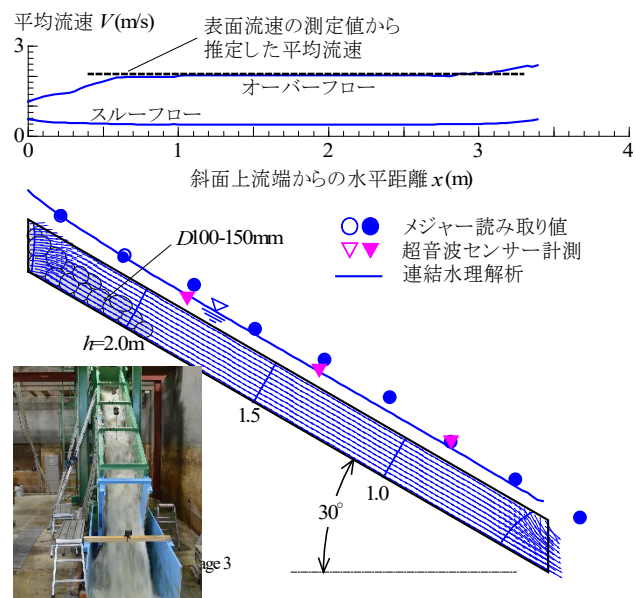 平均流速 V(m/s)
表面流速の測定値から
推定した平均流速
3
オーバーフロー
スルーフロー
0
0 1 2 3 4
斜面上流端からの水平距離 x(m)
メジャー読み取り値
超音波センサー計測
連結水理解析
D100-150mm
h=2.0m
1.5
1.0
30°
age 3